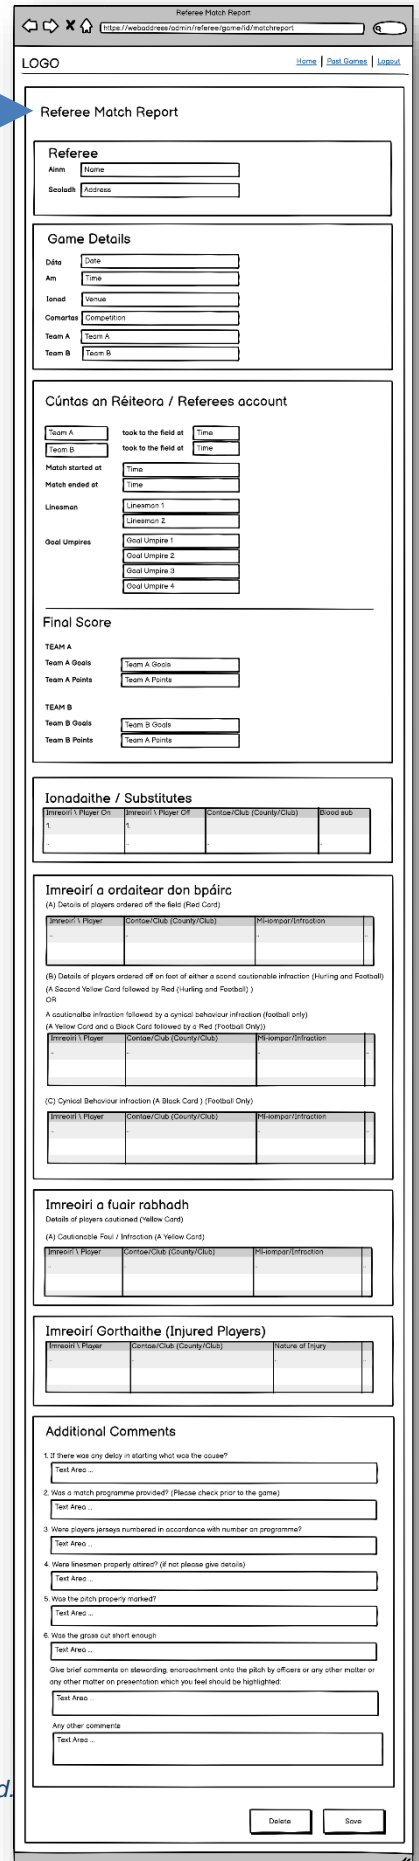 Referee Match Report
https://webaddress/admin/referee/game/id/matchreport
LOGO
Home | Past Games | Logout
Referee Match Report
Referee
Ainm Name
Seoladh Address
Game Details
Dáta Date
Am Time
Ionad Venue
Comortas Competition
Team A Team A
Team B Team B
Cúntas an Réiteora / Referees account
Team A took to the field at Time
Team B took to the field at Time
Match started at Time
Match ended at Time
Linesman Linesman 1
Linesman 2
Goal Umpires Goal Umpire 1
Goal Umpire 2
Goal Umpire 3
Goal Umpire 4
Final Score
TEAM A
Team A Goals Team A Goals
Team A Points Team A Points
TEAM B
Team B Goals Team B Goals
Team B Points Team A Points
Ionadaithe / Substitutes
Imreoirí \ Player On Imreoirí \ Player Off Contae/Club (County/Club) Blood sub
1. 1.
Imreoirí a ordaitear don bpáirc
(A) Details of players ordered off the field (Red Card)
Imreoirí \ Player Contae/Club (County/Club) Mí-iompar/Infraction
(B) Details of players ordered off on foot of either a scond cautionable infraction (Hurling and Football)
(A Second Yellow Card followed by Red (Hurling and Football) )
OR
A cautionalbe infraction followed by a cynical behaviour infraction (football only)
(A Yellow Card and a Black Card followed by a Red (Football Only))
Imreoirí \ Player Contae/Club (County/Club) Mí-iompar/Infraction
(C) Cynical Behaviour infraction (A Black Card ) (Football Only)
Imreoirí \ Player Contae/Club (County/Club) Mí-iompar/Infraction
Imreoiri a fuair rabhadh
Details of players cautioned (Yellow Card)
(A) Cautionable Foul / Infraction (A Yellow Card)
Imreoirí \ Player Contae/Club (County/Club) Mí-iompar/Infraction
Imreoirí Gorthaithe (Injured Players)
Imreoirí \ Player Contae/Club (County/Club) Nature of Injury
Additional Comments
1. If there was any delay in starting what was the cause?
Text Area ...
2. Was a match programme provided? (Please check prior to the game)
Text Area ...
3. Were players jerseys numbered in accordance with number on programme?
Text Area ...
4. Were linesmen properly attired? (if not please give details)
Text Area ...
5. Was the pitch properly marked?
Text Area ...
6. Was the grass cut short enough
Text Area ...
Give brief comments on stewarding, encroachment onto the pitch by officers or any other matter or
any other matter on presentation which you feel should be highlighted:
Text Area ...
Any other comments
Text Area ...
d.
Delete Save